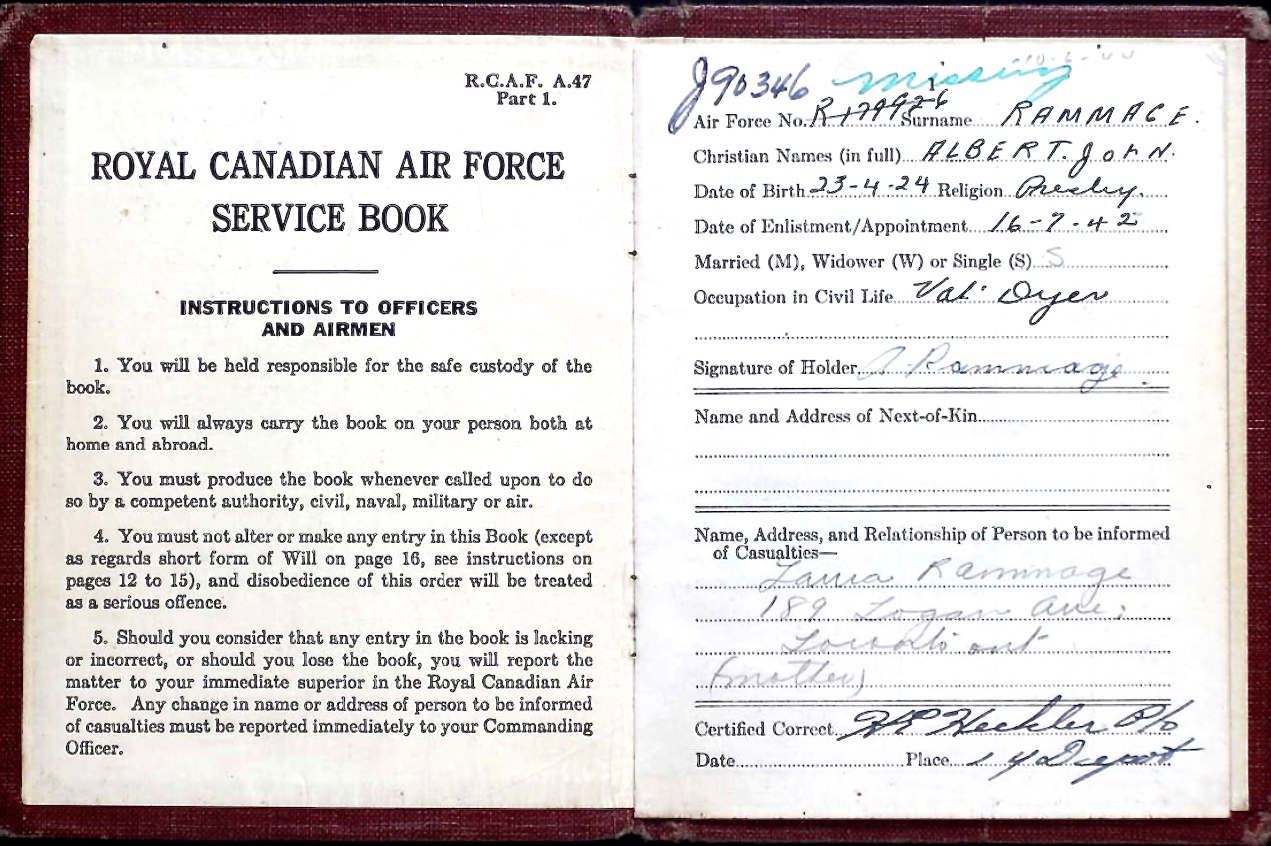 R.C.A.F. A.47
Part 1.
ROYAL CANADIAN AIR FORCE
SERVICE BOOK
INSTRUCTIONS TO OFFICERS
AND AIRMEN
1. You will be held responsible for the safe custody of the
book.
2. You will always carry the book on your person both at
home and abroad.
3. You must produce the book whenever called upon to do
so by a competent authority, civil, naval, military or air.
4. You must not alter or make any entry in this Book (except
as regards short form of Will on page 16, see instructions on
pages 12 to 15), and disobedience of this order will be treated
as a serious offence.
5. Should you consider that any entry in the book is lacking
or incorrect, or should you lose the book, you will report the
matter to your immediate superior in the Royal Canadian Air
Force. Any change in name or address of person to be informed
of casualties must be reported immediately to your Commanding
Officer.
J90346 missing
Air Force No. Surname RAMMAGE.
Christian Names (in full) ALBERT. JOHN.
Date of Birth 23-4-24 Religion Presby.
Date of Enlistment/Appointment 16-7-42
Married (M), Widower (W) or Single (S) S
Occupation in Civil Life Vat Dyer
Signature of Holder A Rammage
Name and Address of Next-of-Kin
Name, Address, and Relationship of Person to be informed
of Casualties—
Laura Rammage
189 Logan Ave;
Toronto ont
(mother)
Certified Correct P/o
Date Place Depot